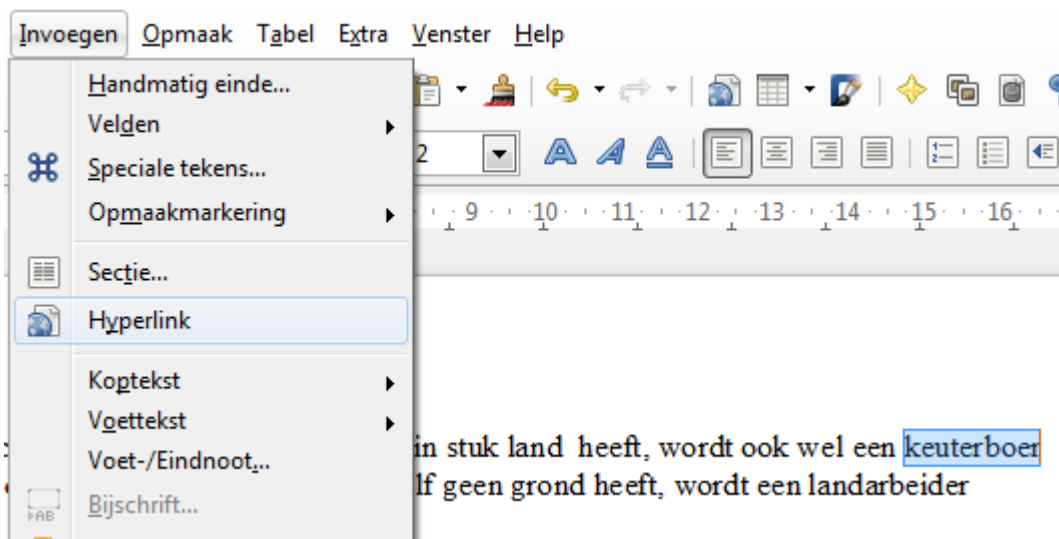 Invoegen Opmaak Tabel Extra Venster Help
Handmatig einde...
Velden
Speciale tekens...
Opmaakmarkering
Sectie...
Hyperlink
Koptekst
Voettekst
Voet-/Eindnoot...
Bijschrift...
2
9 10 11 12 13 14 15 16
in stuk land heeft, wordt ook wel een keuterboer
lf geen grond heeft, wordt een landarbeider